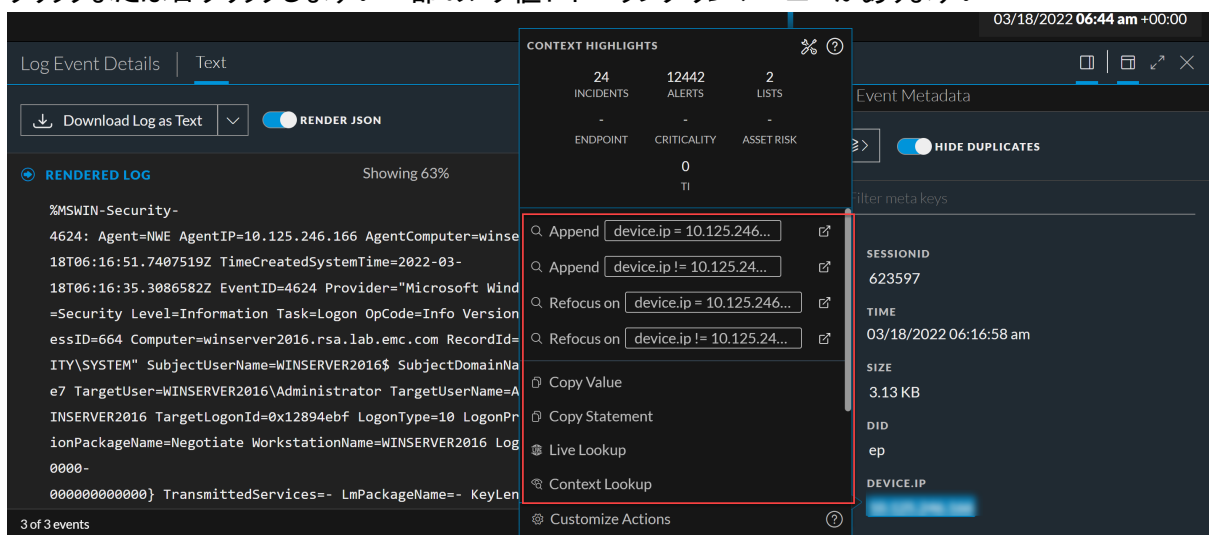 03/18/2022 06:44 am +00:00
Log Event Details | Text
Download Log as Text
RENDER JSON
RENDERED LOG
Showing 63%
%MSWIN-Security-
4624: Agent=NWE AgentIP=10.125.246.166 AgentComputer=winse
18T06:16:51.7407519Z TimeCreatedSystemTime=2022-03-
18T06:16:35.3086582Z EventID=4624 Provider="Microsoft Wind
=Security Level=Information Task=Logon OpCode=Info Version
essID=664 Computer=winserver2016.rsa.lab.emc.com RecordId=
ITY\SYSTEM" SubjectUserName=WINSERVER2016$ SubjectDomainNa
e7 TargetUser=WINSERVER2016\Administrator TargetUserName=A
INSERVER2016 TargetLogonId=0x12894ebf LogonType=10 LogonPr
ionPackageName=Negotiate WorkstationName=WINSERVER2016 Log
0000-
000000000000} TransmittedServices=- LmPackageName=- KeyLen
3 of 3 events
CONTEXT HIGHLIGHTS
24 12442 2
INCIDENTS ALERTS LISTS
- - -
ENDPOINT CRITICALITY ASSET RISK
0
TI
Append device.ip = 10.125.246...
Append device.ip != 10.125.24...
Refocus on device.ip = 10.125.246...
Refocus on device.ip != 10.125.24...
Copy Value
Copy Statement
Live Lookup
Context Lookup
Customize Actions
Event Metadata
HIDE DUPLICATES
Filter meta keys
SESSIONID
623597
TIME
03/18/2022 06:16:58 am
SIZE
3.13 KB
DID
ep
DEVICE.IP